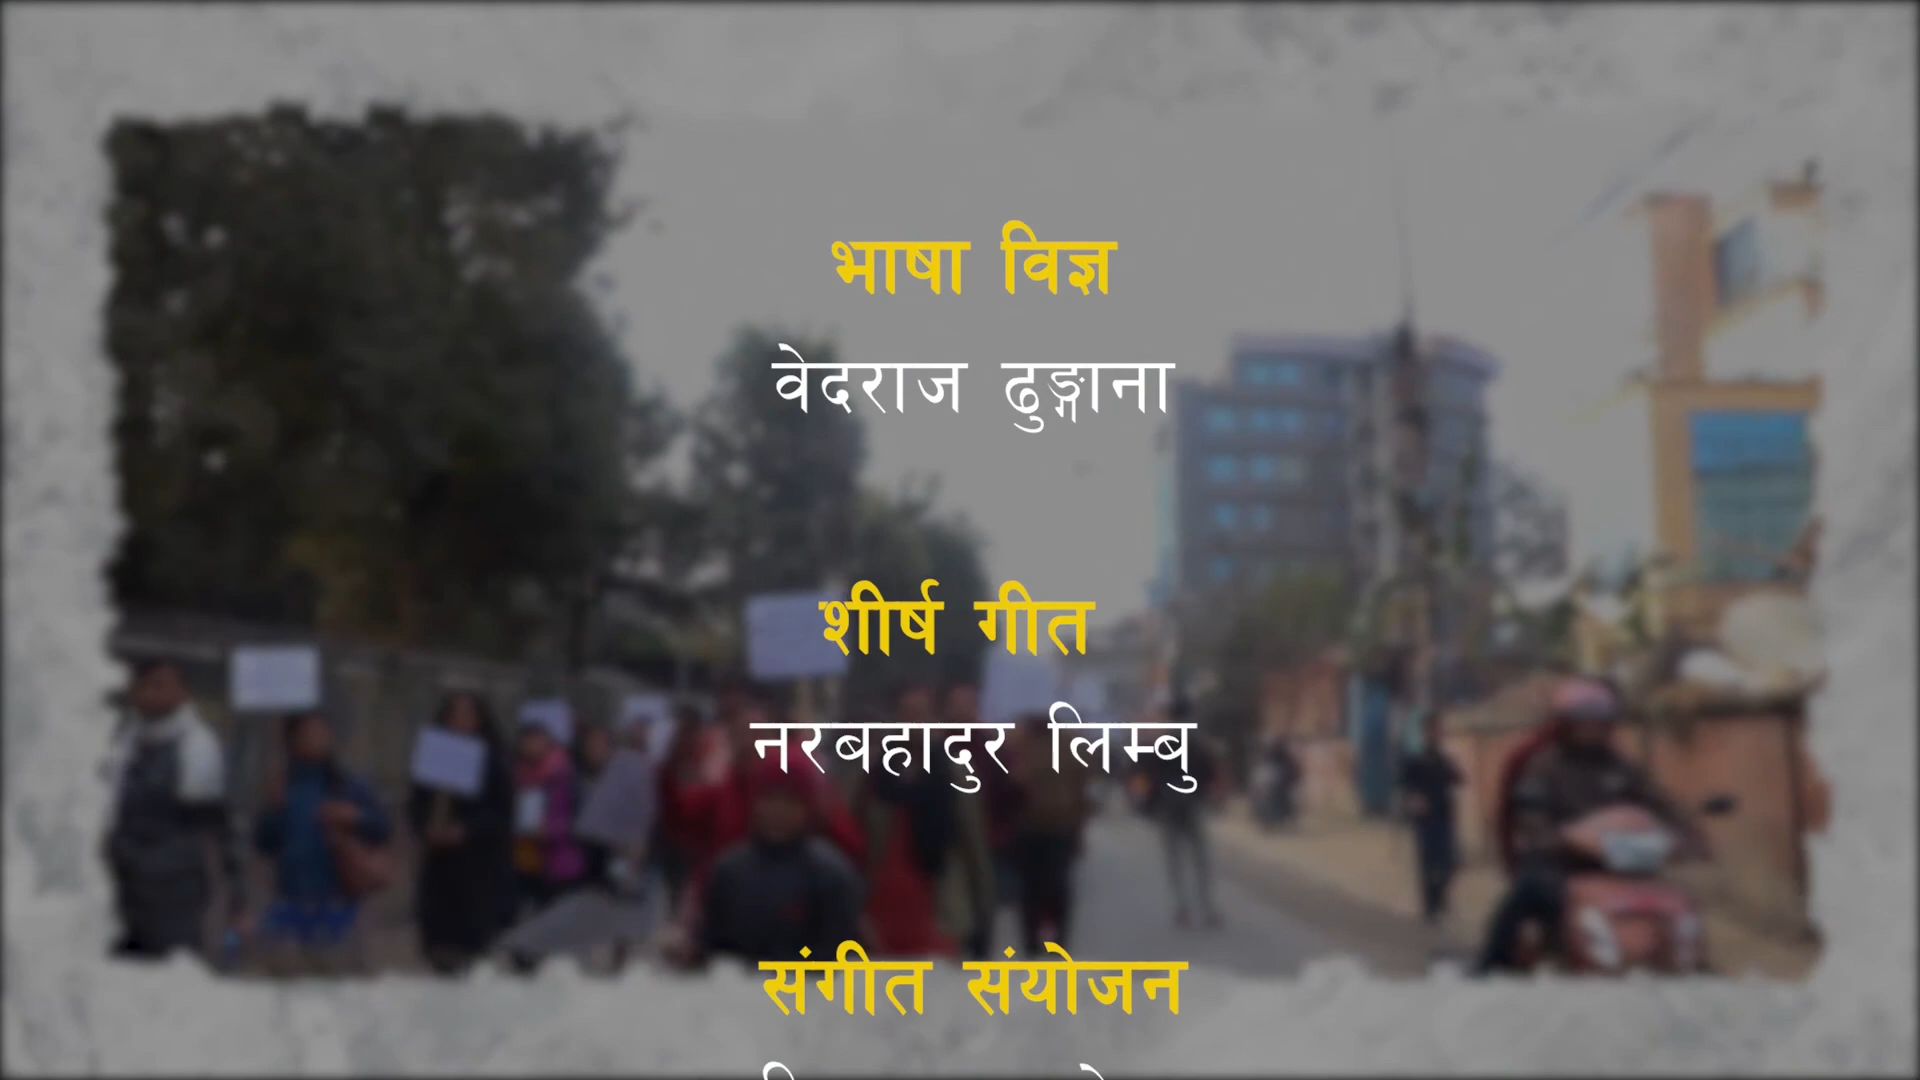 भाषा विज्ञ
वेदराज ढुङ्गाना
शीर्ष गीत
नरबहादुर लिम्बु
संगीत संयोजन